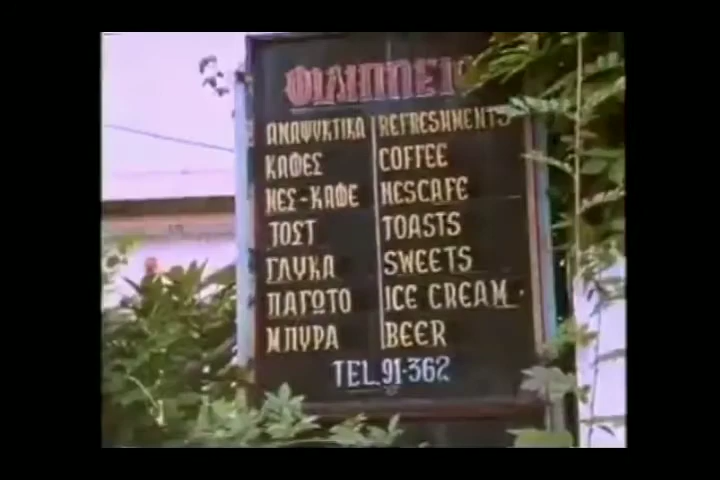 ΦΙΛΙΠΠΕΙΟ
ΑΝΑΨΥΚΤΙΚΑ REFRESHMENTS
ΚΑΦΕΣ COFFEE
ΝΕΣ-ΚΑΦΕ NESCAFE
ΤΟΣΤ TOASTS
ΓΛΥΚΑ SWEETS
ΠΑΓΩΤΟ ICE CREAM
ΜΠΥΡΑ BEER
TEL. 91-362